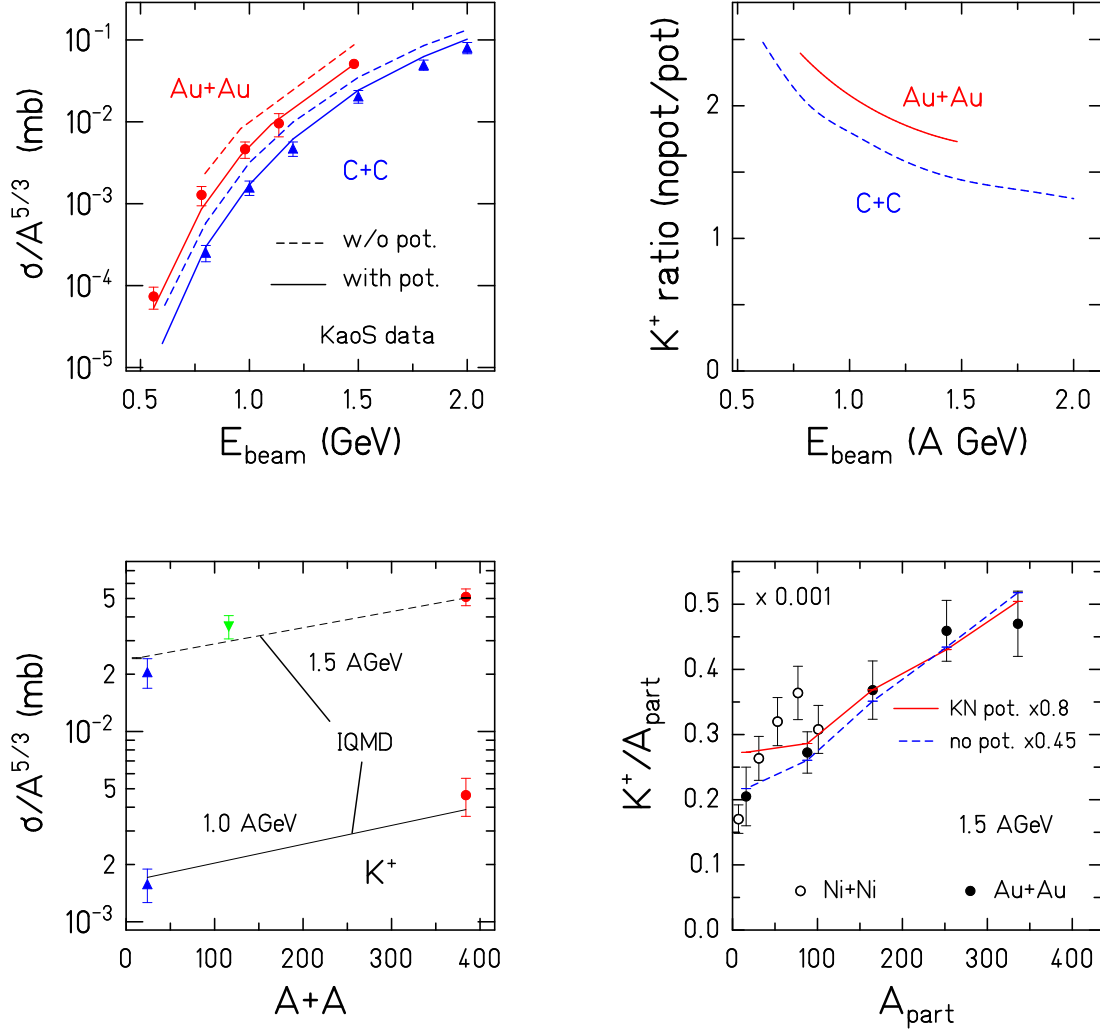 10⁻¹
10⁻²
10⁻³
10⁻⁴
10⁻⁵
σ/A^5/3 (mb)
Au+Au
C+C
w/o pot.
with pot.
KaoS data
0.5 1.0 1.5 2.0
E_beam (GeV)
2
1
0
K⁺ ratio (nopot/pot)
Au+Au
C+C
0.5 1.0 1.5 2.0
E_beam (A GeV)
5
2
10⁻²
5
2
10⁻³
σ/A^5/3 (mb)
1.5 AGeV
IQMD
1.0 AGeV
K⁺
0 100 200 300 400
A+A
0.5
0.4
0.3
0.2
0.1
0.0
K⁺/A_part
x 0.001
KN pot. x0.8
no pot. x0.45
1.5 AGeV
Ni+Ni Au+Au
0 100 200 300 400
A_part